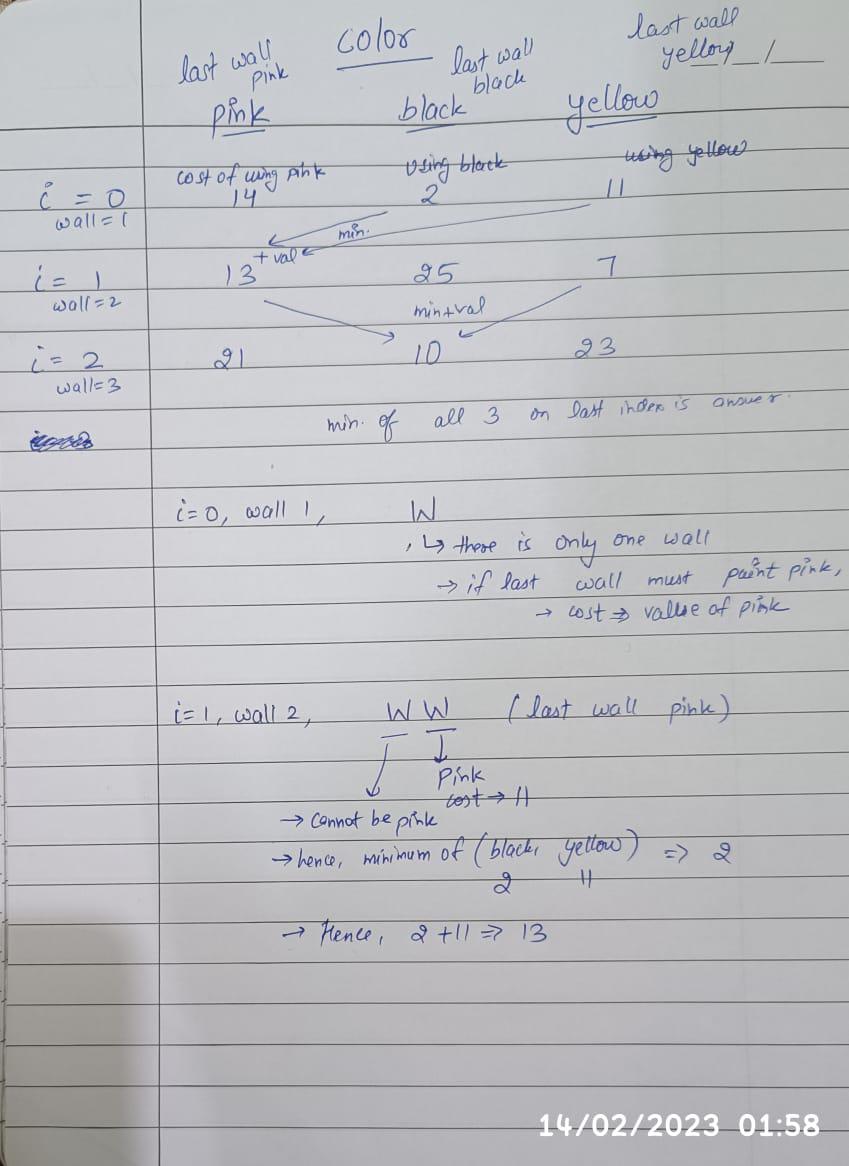 color
last wall pink
last wall black
last wall yellow
pink black yellow
cost of using pink using black using yellow
i = 0 14 2 11
wall = 1
min.
+ val
i = 1 13 25 7
wall = 2
min + val
i = 2 21 10 23
wall = 3
min. of all 3 on last index is answer.
i=0, wall 1, W
↳ there is only one wall
→ if last wall must paint pink,
→ cost ⇒ value of pink
i=1, wall 2, W W (last wall pink)
Pink
cost → 11
→ Cannot be pink
→ hence, minimum of (black, yellow) => 2
2 11
→ Hence, 2 + 11 => 13
14/02/2023 01:58